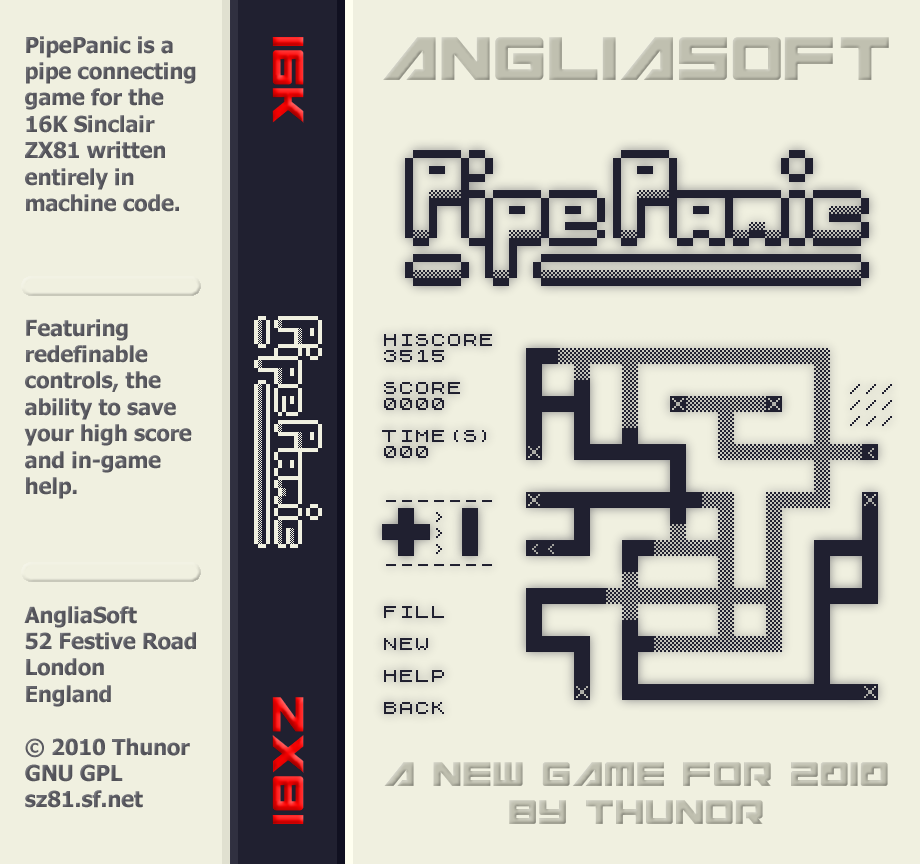 PipePanic is a
pipe connecting
game for the
16K Sinclair
ZX81 written
entirely in
machine code.
Featuring
redefinable
controls, the
ability to save
your high score
and in-game
help.
AngliaSoft
52 Festive Road
London
England
© 2010 Thunor
GNU GPL
sz81.sf.net
16K
PipePanic
ZX81
ANGLIASOFT
PipePanic
HISCORE
3515
SCORE
0000
TIME(S)
000
FILL
NEW
HELP
BACK
A NEW GAME FOR 2010
BY THUNOR